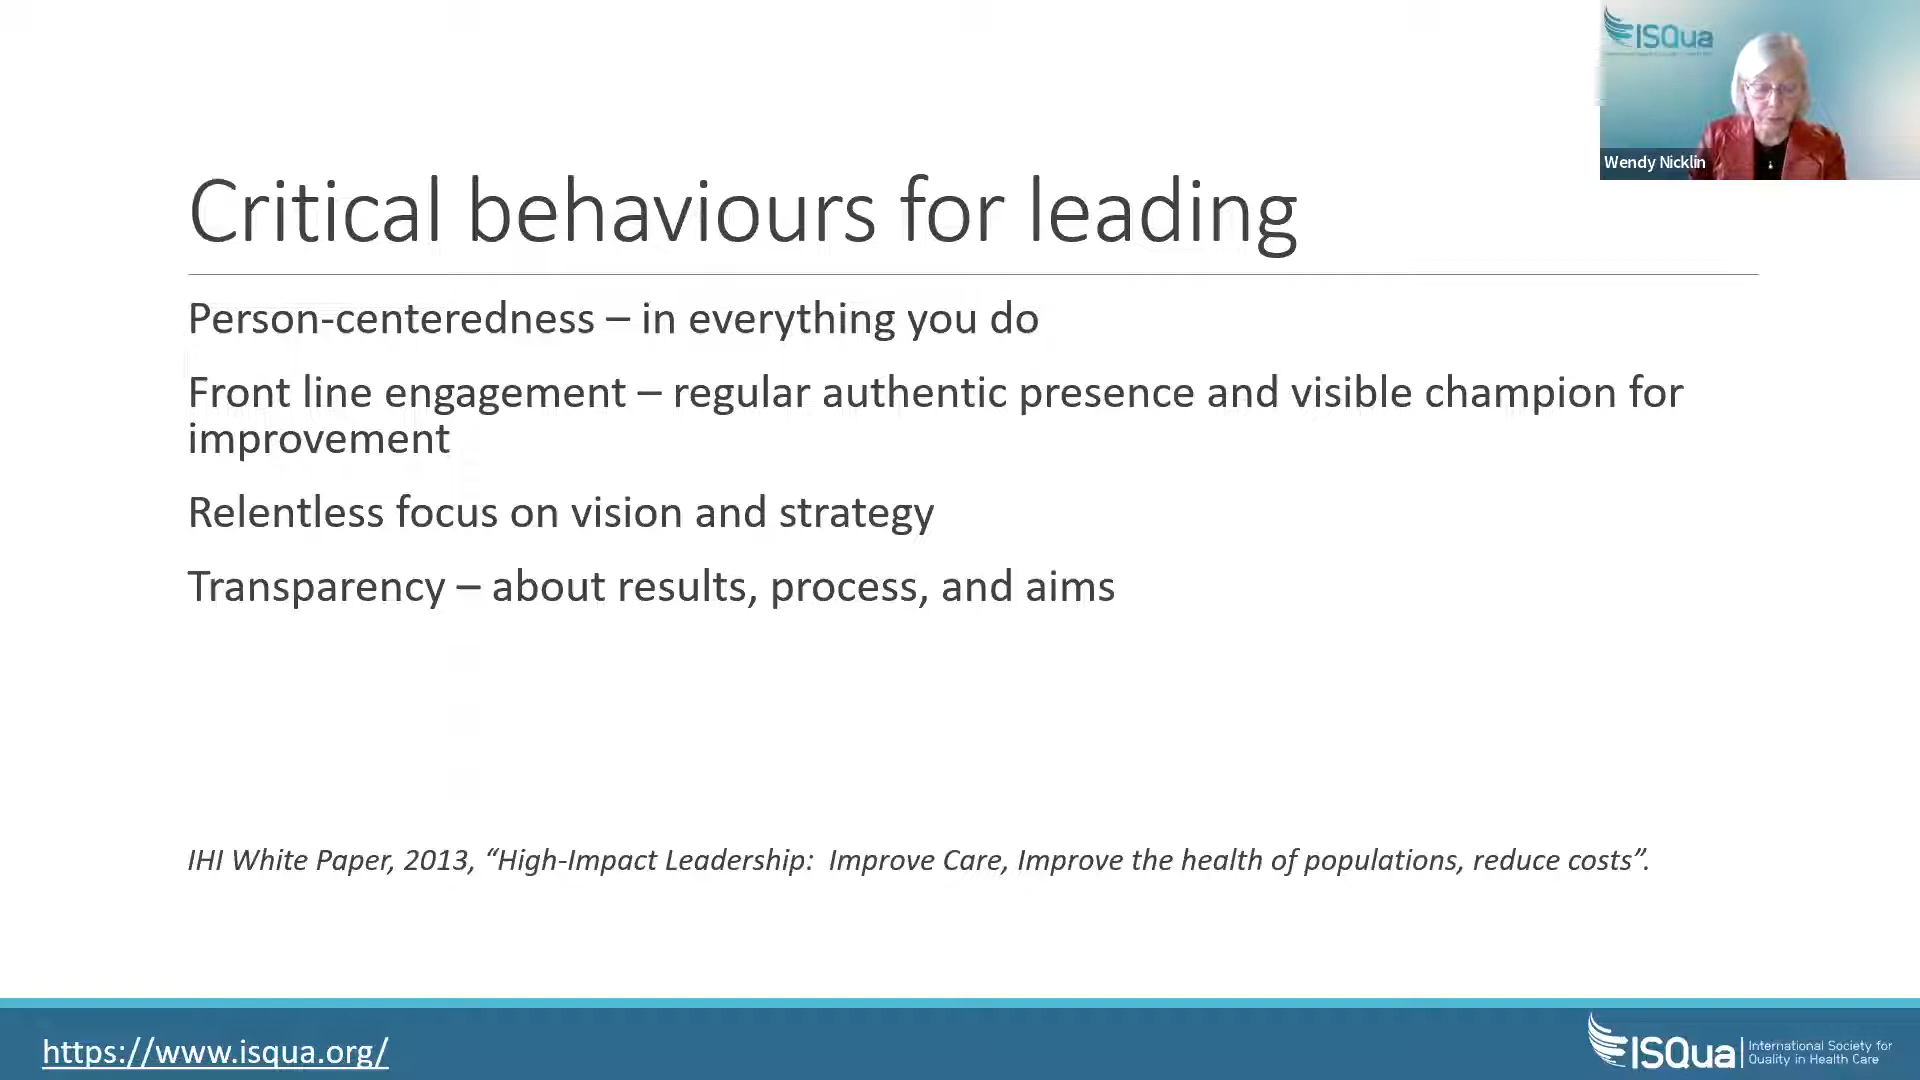 ISQua
Wendy Nicklin
Critical behaviours for leading
Person-centeredness – in everything you do
Front line engagement – regular authentic presence and visible champion for
improvement
Relentless focus on vision and strategy
Transparency – about results, process, and aims
IHI White Paper, 2013, “High-Impact Leadership:  Improve Care, Improve the health of populations, reduce costs”.
https://www.isqua.org/
ISQua
International Society for
Quality in Health Care